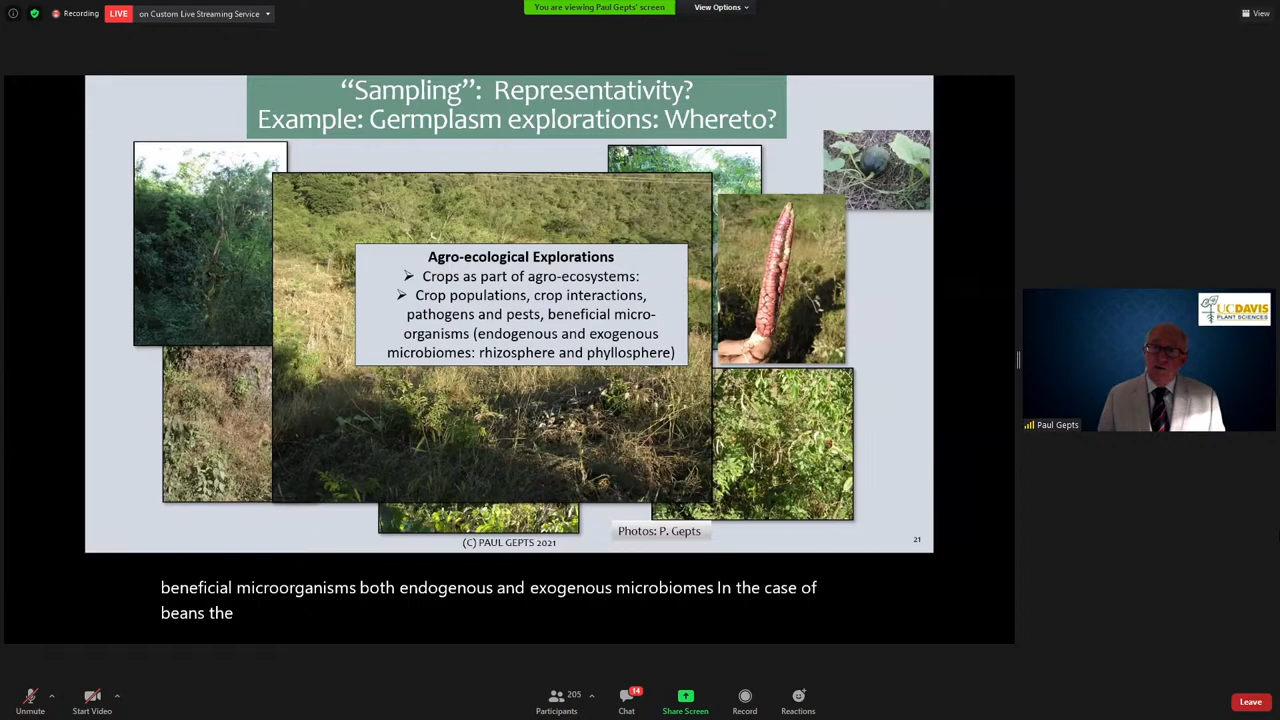 Recording
LIVE
on Custom Live Streaming Service
You are viewing Paul Gepts' screen
View Options
View
“Sampling”: Representativity?
Example: Germplasm explorations: Whereto?
Agro-ecological Explorations
➢ Crops as part of agro-ecosystems:
➢ Crop populations, crop interactions,
pathogens and pests, beneficial micro-
organisms (endogenous and exogenous
microbiomes: rhizosphere and phyllosphere)
Photos: P. Gepts
(C) PAUL GEPTS 2021
21
UCDAVIS
PLANT SCIENCES
Paul Gepts
beneficial microorganisms both endogenous and exogenous microbiomes In the case of
beans the
Unmute
Start Video
Participants
205
Chat
14
Share Screen
Record
Reactions
Leave